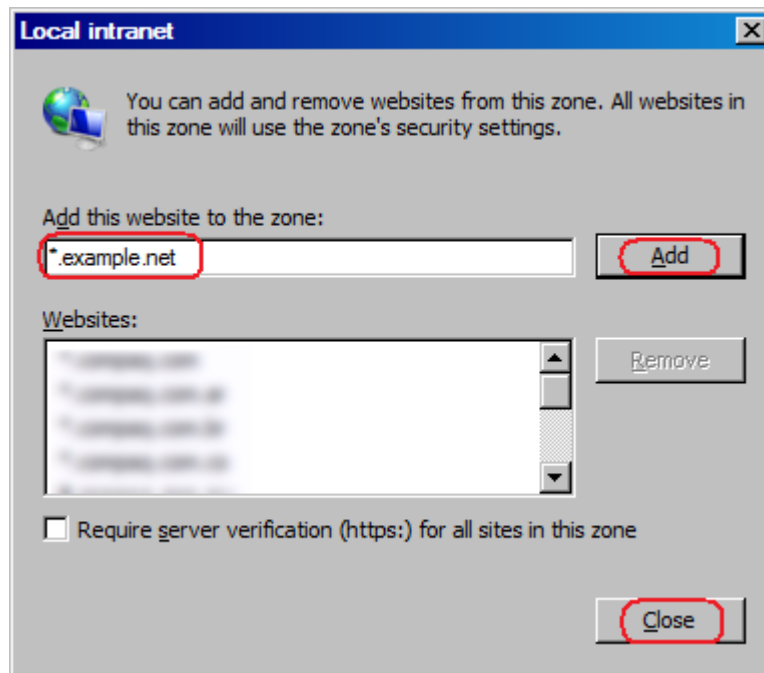 Local intranet
You can add and remove websites from this zone. All websites in
this zone will use the zone's security settings.
Add this website to the zone:
*.example.net
Add
Websites:
Remove
Require server verification (https:) for all sites in this zone
Close